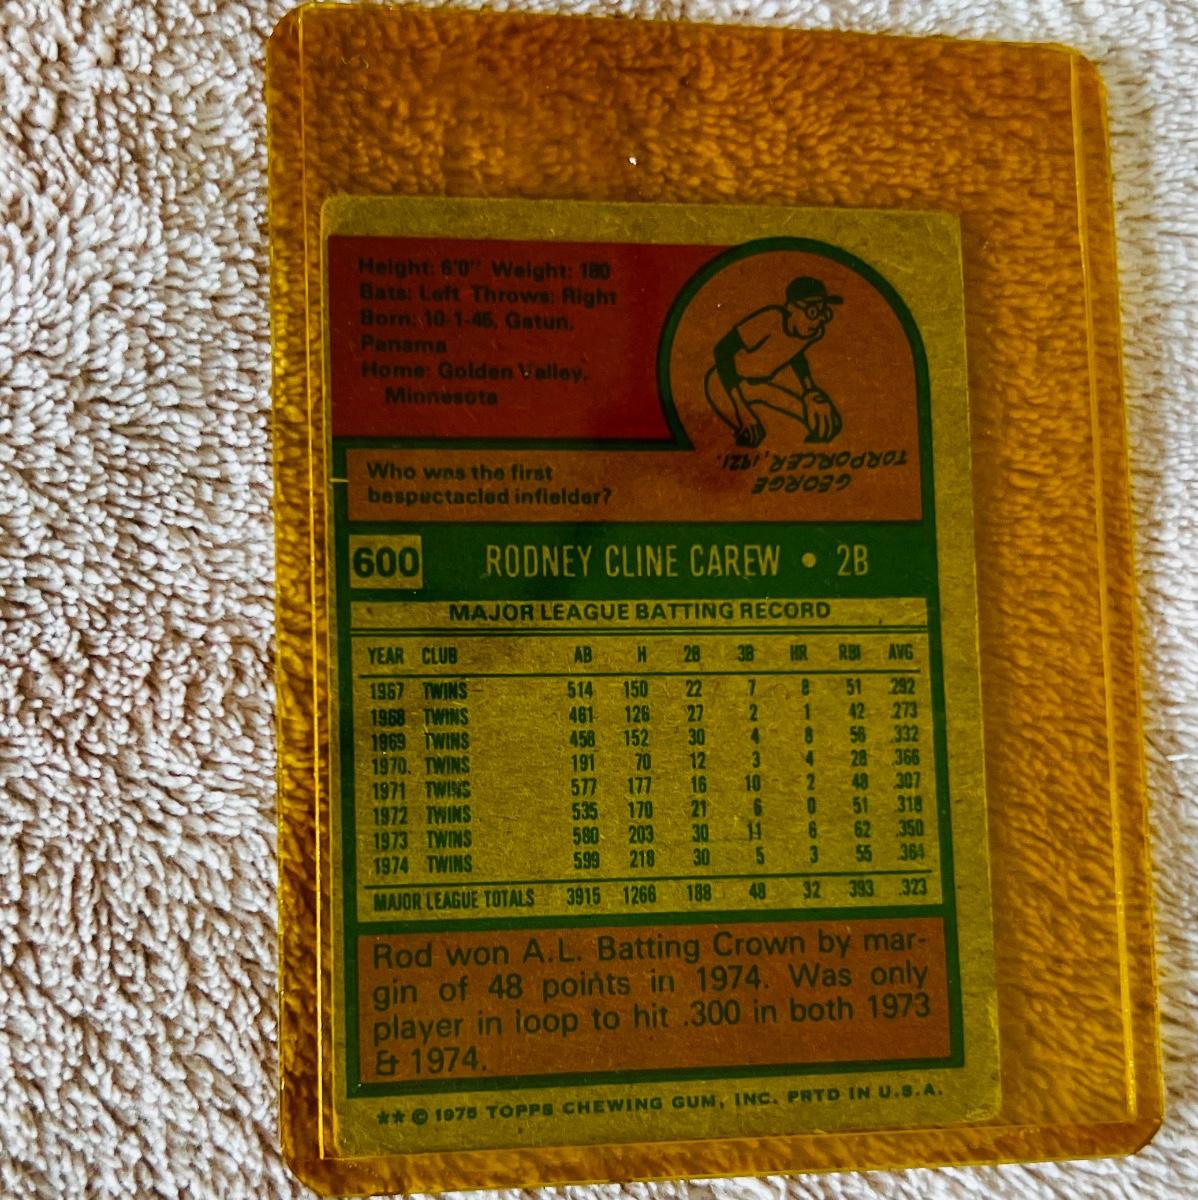 Height: 6'0" Weight: 180
Bats: Left Throws: Right
Born: 10-1-45, Gatun,
Panama
Home: Golden Valley,
Minnesota
Who was the first
bespectacled infielder?
GEORGE
TORPORCER, 1921.
600 RODNEY CLINE CAREW • 2B
MAJOR LEAGUE BATTING RECORD
YEAR CLUB AB H 2B 3B HR RBI AVG
1967 TWINS 514 150 22 7 8 51 .292
1968 TWINS 461 126 27 2 1 42 .273
1969 TWINS 458 152 30 4 8 56 .332
1970. TWINS 191 70 12 3 4 28 .366
1971 TWINS 577 177 16 10 2 48 .307
1972 TWINS 535 170 21 6 0 51 .318
1973 TWINS 580 203 30 11 6 62 .350
1974 TWINS 599 218 30 5 3 55 .364
MAJOR LEAGUE TOTALS 3915 1266 188 48 32 393 .323
Rod won A.L. Batting Crown by mar-
gin of 48 points in 1974. Was only
player in loop to hit .300 in both 1973
& 1974.
** © 1975 TOPPS CHEWING GUM, INC. PRTD IN U.S.A.